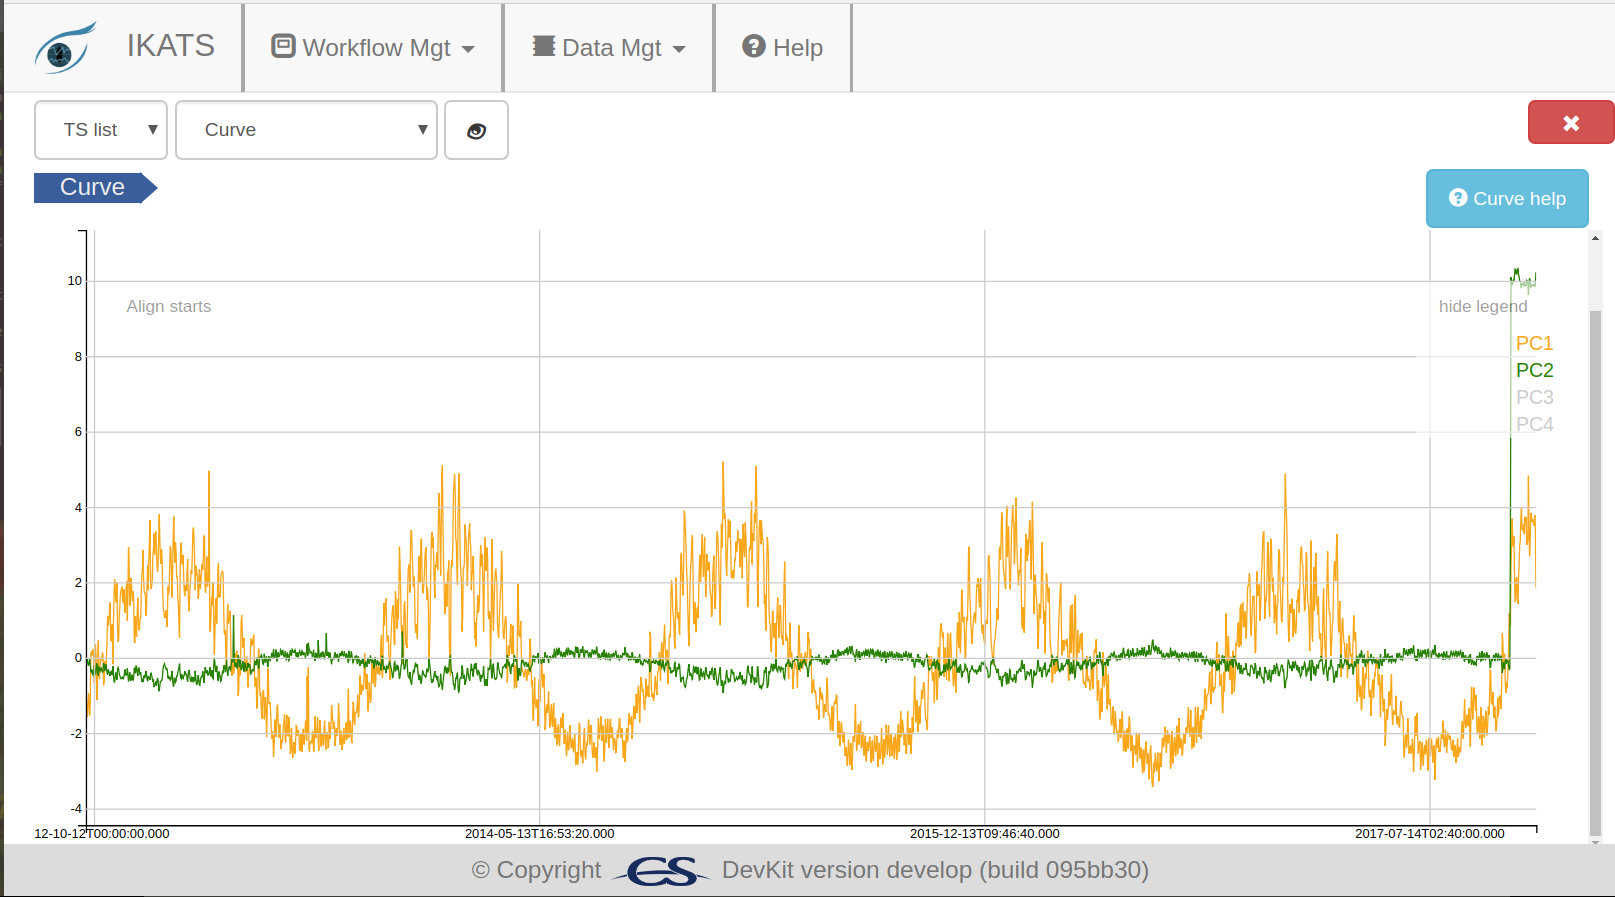 IKATS Workflow Mgt Data Mgt Help
TS list Curve
Curve
Curve help
10
Align starts
hide legend
PC1
8
PC2
PC3
PC4
6
4
2
0
-2
-4
12-10-12T00:00:00.000 2014-05-13T16:53:20.000 2015-12-13T09:46:40.000 2017-07-14T02:40:00.000
© Copyright CS DevKit version develop (build 095bb30)